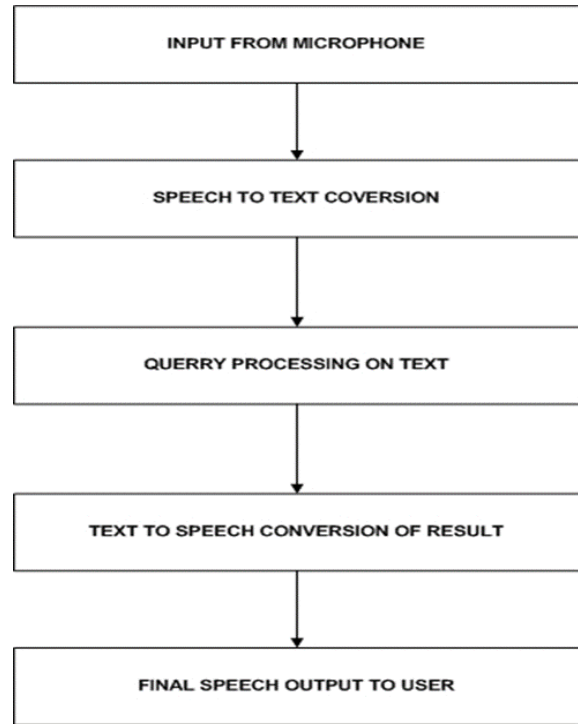 INPUT FROM MICROPHONE
SPEECH TO TEXT COVERSION
QUERRY PROCESSING ON TEXT
TEXT TO SPEECH CONVERSION OF RESULT
FINAL SPEECH OUTPUT TO USER